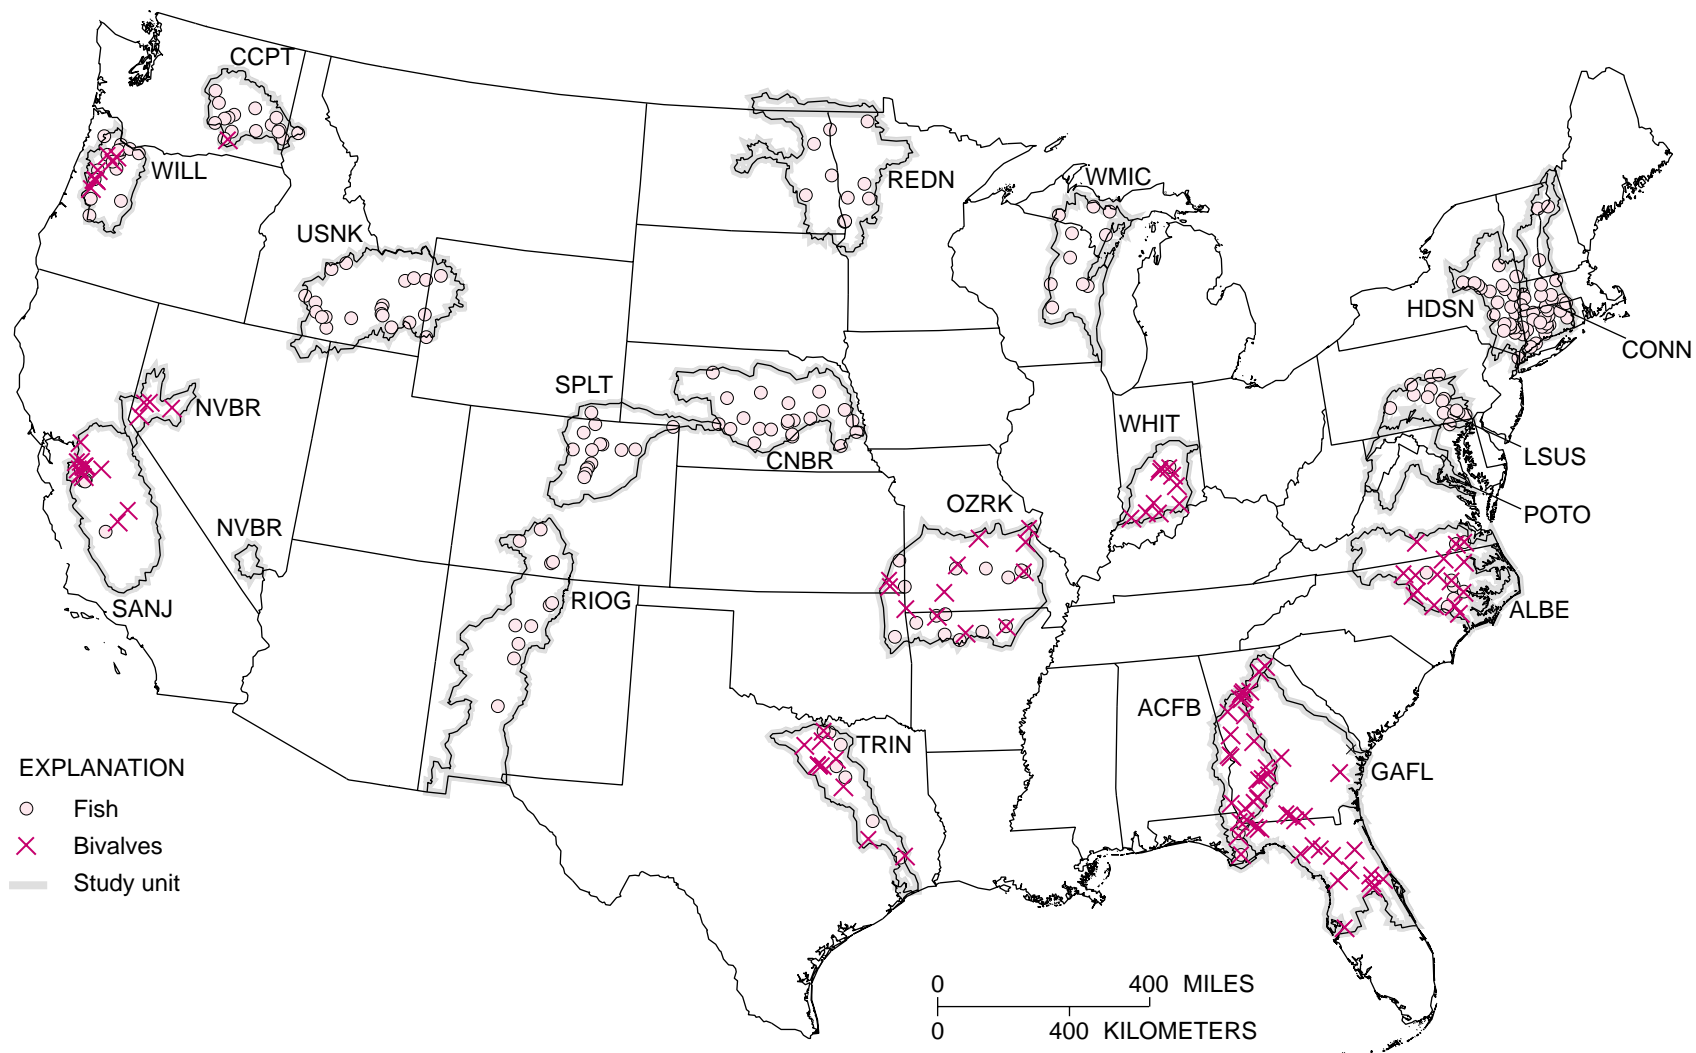 CCPT
WILL
USNK
REDN
WMIC
HDSN
CONN
NVBR
SPLT
CNBR
WHIT
LSUS
POTO
OZRK
NVBR
SANJ
RIOG
ALBE
ACFB
TRIN
GAFL
EXPLANATION
Fish
Bivalves
Study unit
0 400 MILES
0 400 KILOMETERS